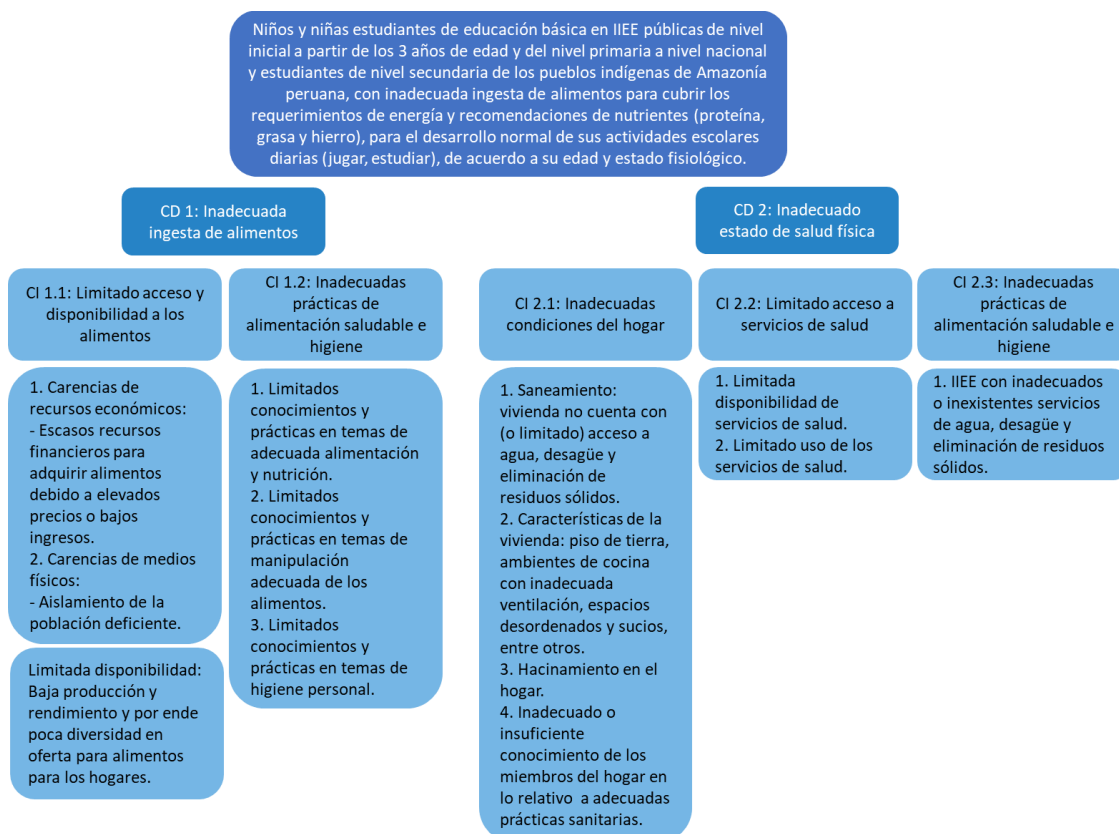 Niños y niñas estudiantes de educación básica en IIEE públicas de nivel
inicial a partir de los 3 años de edad y del nivel primaria a nivel nacional
y estudiantes de nivel secundaria de los pueblos indígenas de Amazonía
peruana, con inadecuada ingesta de alimentos para cubrir los
requerimientos de energía y recomendaciones de nutrientes (proteína,
grasa y hierro), para el desarrollo normal de sus actividades escolares
diarias (jugar, estudiar), de acuerdo a su edad y estado fisiológico.
CD 1: Inadecuada
ingesta de alimentos
CD 2: Inadecuado
estado de salud física
CI 1.1: Limitado acceso y
disponibilidad a los
alimentos
CI 1.2: Inadecuadas
prácticas de
alimentación saludable e
higiene
CI 2.1: Inadecuadas
condiciones del hogar
CI 2.2: Limitado acceso a
servicios de salud
CI 2.3: Inadecuadas
prácticas de
alimentación saludable e
higiene
1. Carencias de
recursos económicos:
- Escasos recursos
financieros para
adquirir alimentos
debido a elevados
precios o bajos
ingresos.
2. Carencias de medios
físicos:
- Aislamiento de la
población deficiente.
Limitada disponibilidad:
Baja producción y
rendimiento y por ende
poca diversidad en
oferta para alimentos
para los hogares.
1. Limitados
conocimientos y
prácticas en temas de
adecuada alimentación
y nutrición.
2. Limitados
conocimientos y
prácticas en temas de
manipulación
adecuada de los
alimentos.
3. Limitados
conocimientos y
prácticas en temas de
higiene personal.
1. Saneamiento:
vivienda no cuenta con
(o limitado) acceso a
agua, desagüe y
eliminación de
residuos sólidos.
2. Características de la
vivienda: piso de tierra,
ambientes de cocina
con inadecuada
ventilación, espacios
desordenados y sucios,
entre otros.
3. Hacinamiento en el
hogar.
4. Inadecuado o
insuficiente
conocimiento de los
miembros del hogar en
lo relativo a adecuadas
prácticas sanitarias.
1. Limitada
disponibilidad de
servicios de salud.
2. Limitado uso de los
servicios de salud.
1. IIEE con inadecuados
o inexistentes servicios
de agua, desagüe y
eliminación de residuos
sólidos.